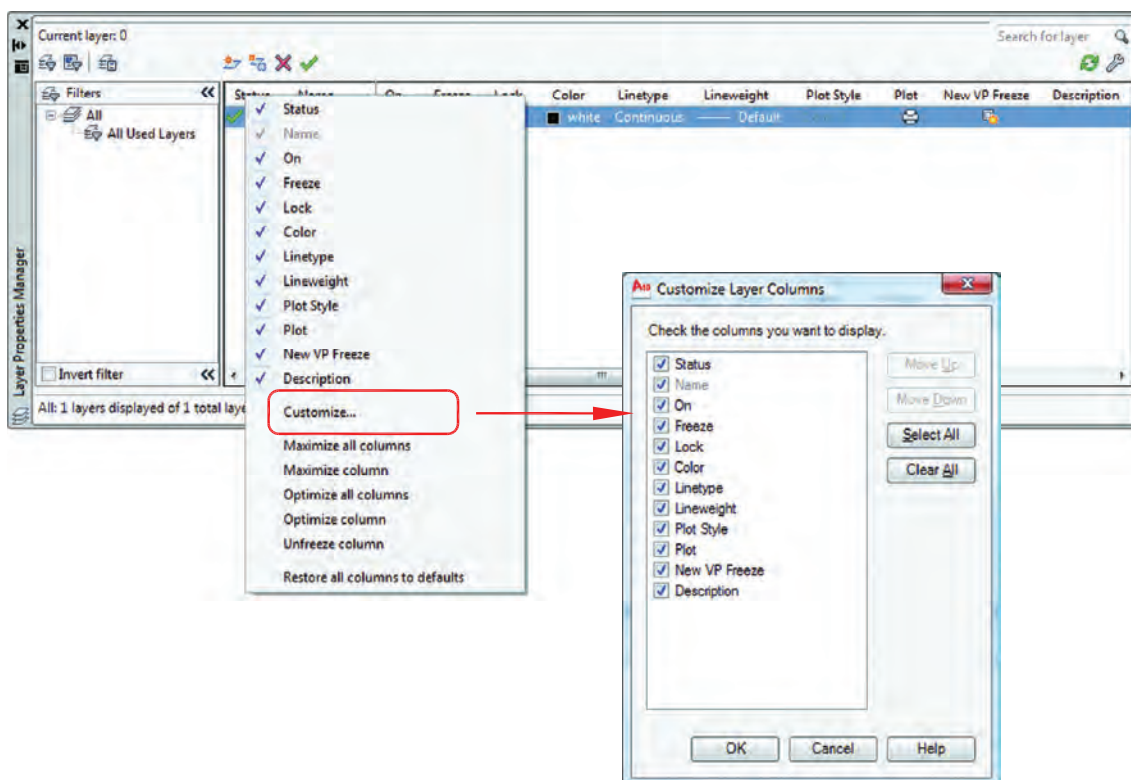 Current layer: 0
Search for layer
Filters
Status Name On Freeze Lock Color Linetype Lineweight Plot Style Plot New VP Freeze Description
All
white Continuous Default
All Used Layers
Layer Properties Manager
Invert filter
All: 1 layers displayed of 1 total laye
Status
Name
On
Freeze
Lock
Color
Linetype
Lineweight
Plot Style
Plot
New VP Freeze
Description
Customize...
Maximize all columns
Maximize column
Optimize all columns
Optimize column
Unfreeze column
Restore all columns to defaults
Customize Layer Columns
Check the columns you want to display.
Status
Name
On
Freeze
Lock
Color
Linetype
Lineweight
Plot Style
Plot
New VP Freeze
Description
Move Up
Move Down
Select All
Clear All
OK Cancel Help